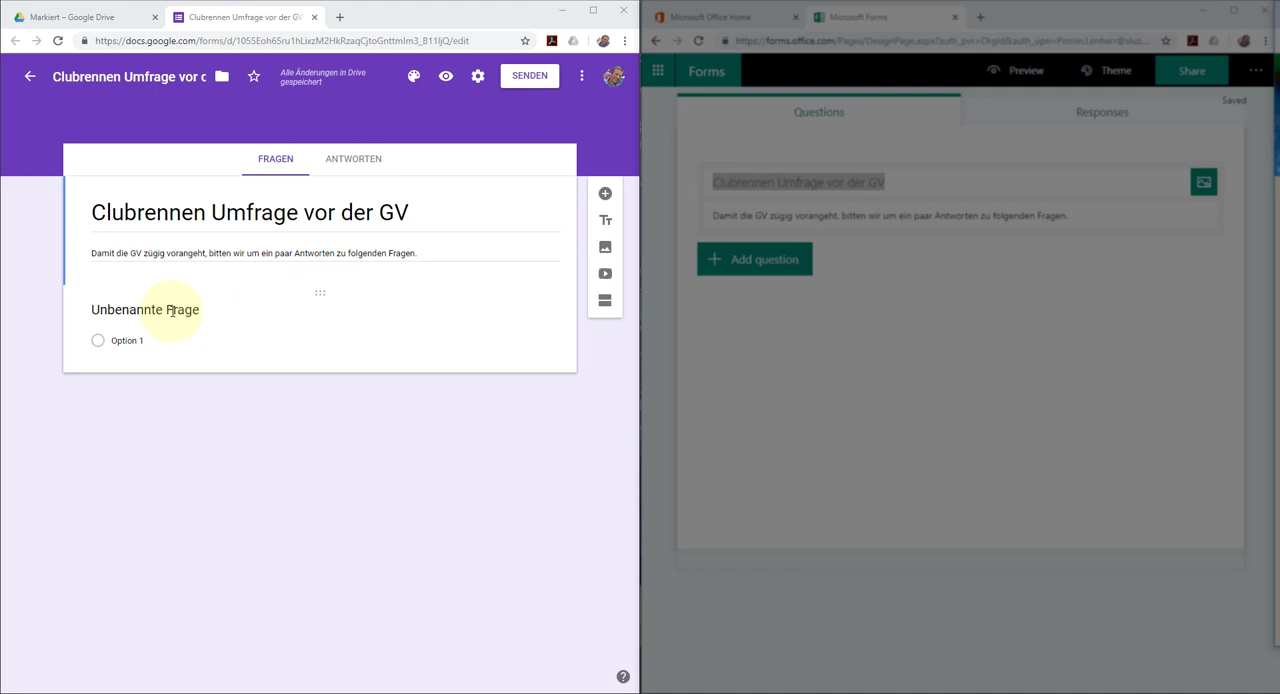 Markiert – Google Drive
Clubrennen Umfrage vor der GV
https://docs.google.com/forms/d/1055Eoh65ru1hLixzM2HkRzaqCjtoGnttmIm3_B11IjQ/edit
Clubrennen Umfrage vor d
Alle Änderungen in Drive
gespeichert
SENDEN
FRAGEN
ANTWORTEN
Clubrennen Umfrage vor der GV
Damit die GV zügig vorangeht, bitten wir um ein paar Antworten zu folgenden Fragen.
Unbenannte Frage
Option 1
Microsoft Office Home
Microsoft Forms
https://forms.office.com/Pages/DesignPage.aspx?auth_pvr=OrgId&auth_upn=Pirmin.Lenherr@sluz...
Forms
Preview
Theme
Share
Questions
Responses
Saved
Clubrennen Umfrage vor der GV
Damit die GV zügig vorangeht, bitten wir um ein paar Antworten zu folgenden Fragen.
Add question